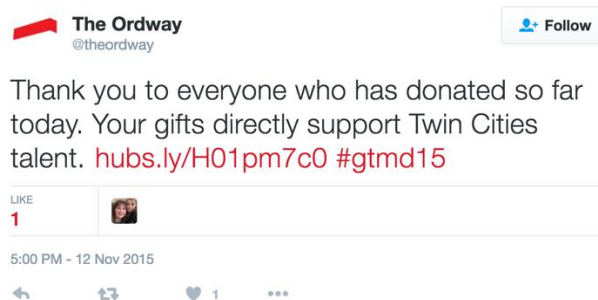 The Ordway
@theordway
Follow
Thank you to everyone who has donated so far
today. Your gifts directly support Twin Cities
talent. hubs.ly/H01pm7c0 #gtmd15
LIKE
1
5:00 PM - 12 Nov 2015
1